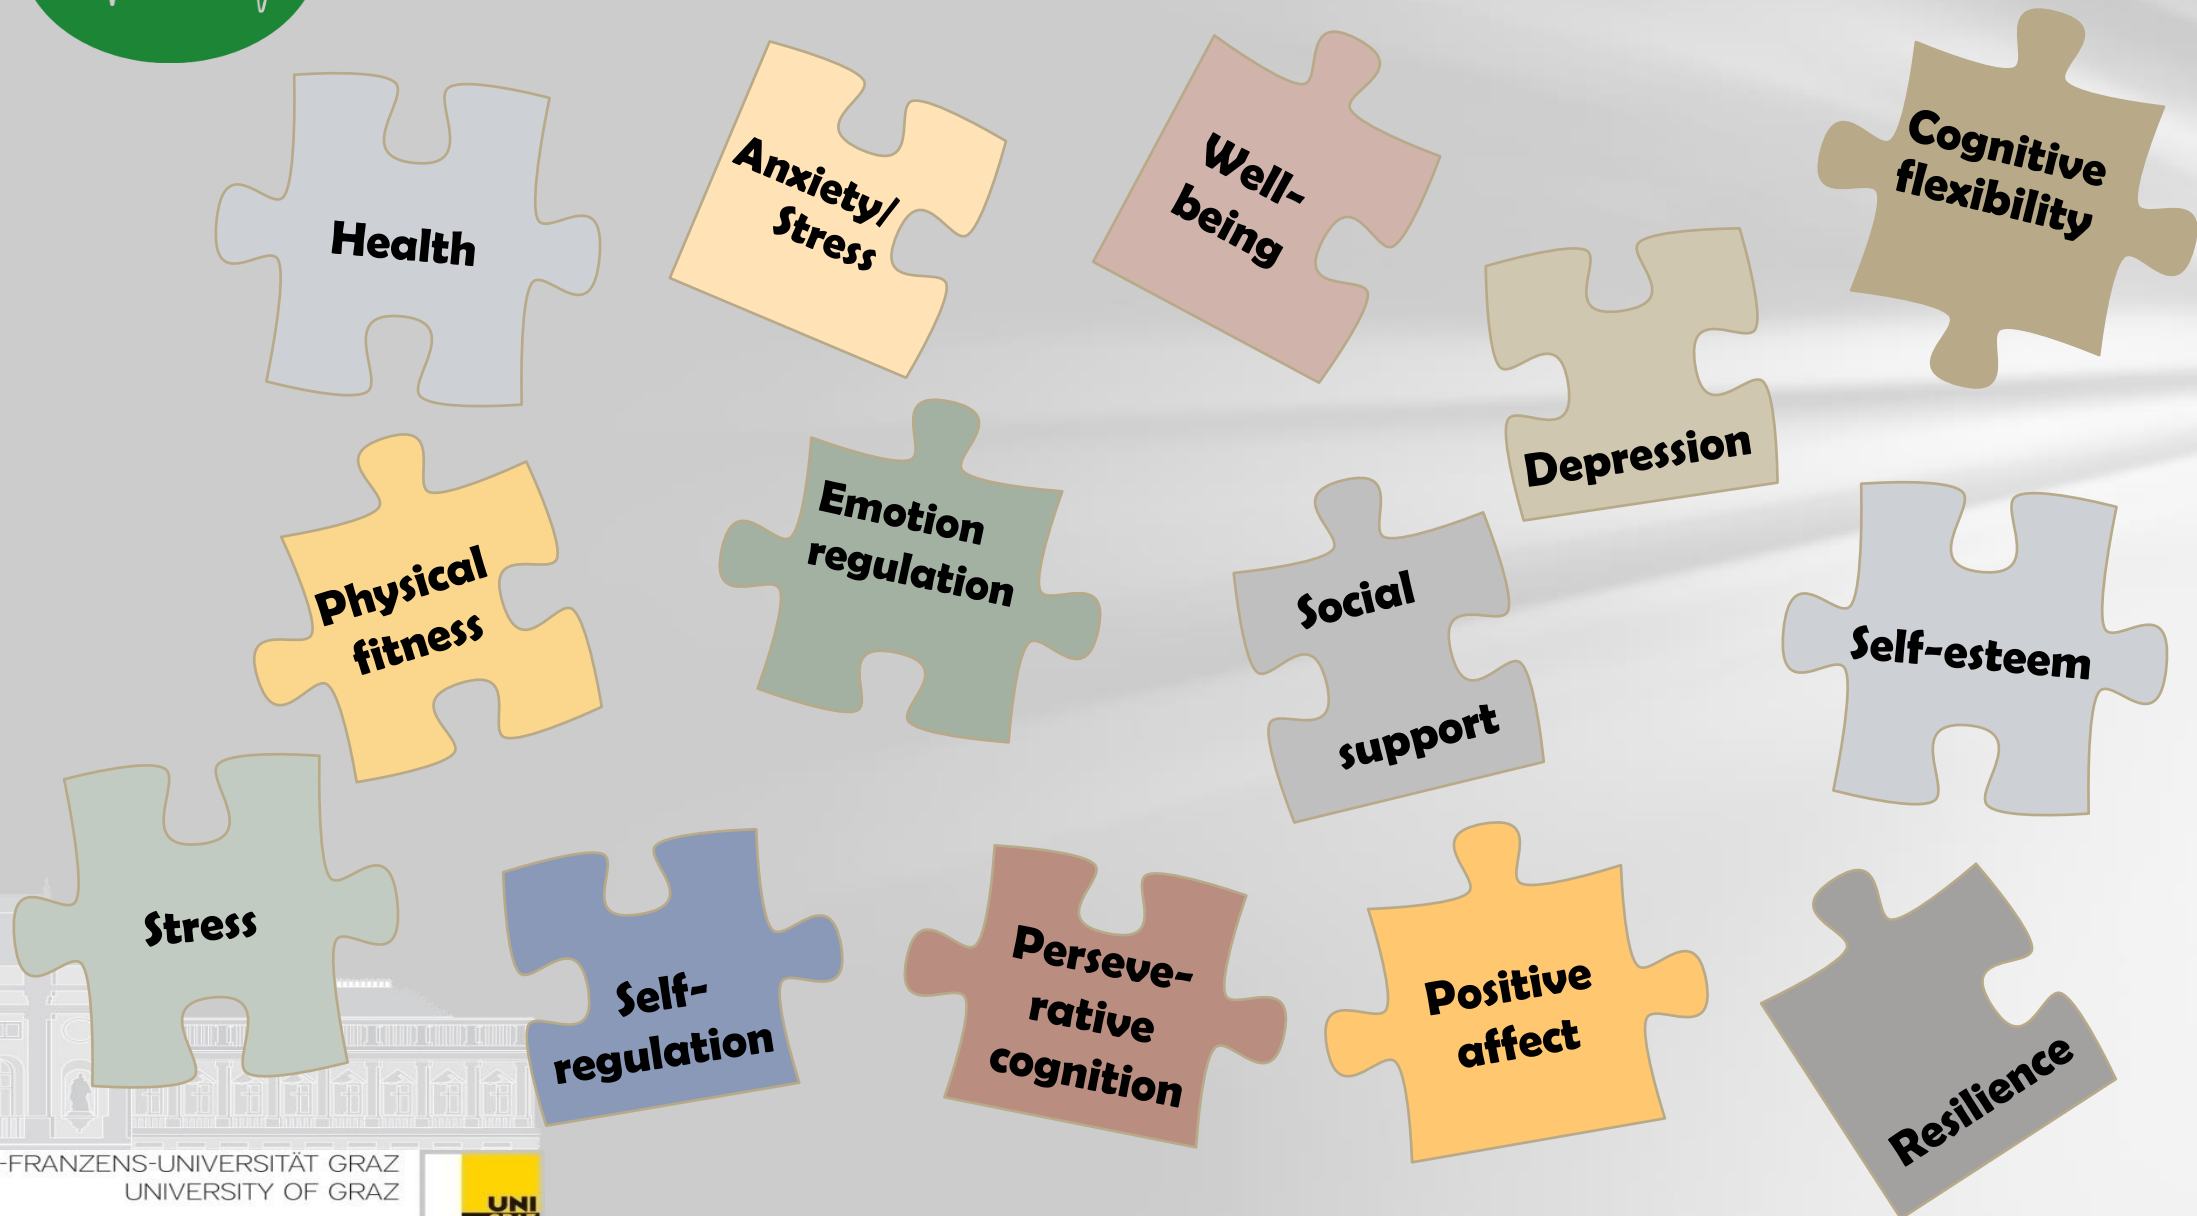 Health
Anxiety/
Stress
Well-
being
Cognitive
flexibility
Depression
Physical
fitness
Emotion
regulation
Social
support
Self-esteem
Stress
Self-
regulation
Perseve-
rative
cognition
Positive
affect
Resilience
-FRANZENS-UNIVERSITÄT GRAZ
UNIVERSITY OF GRAZ
UNI